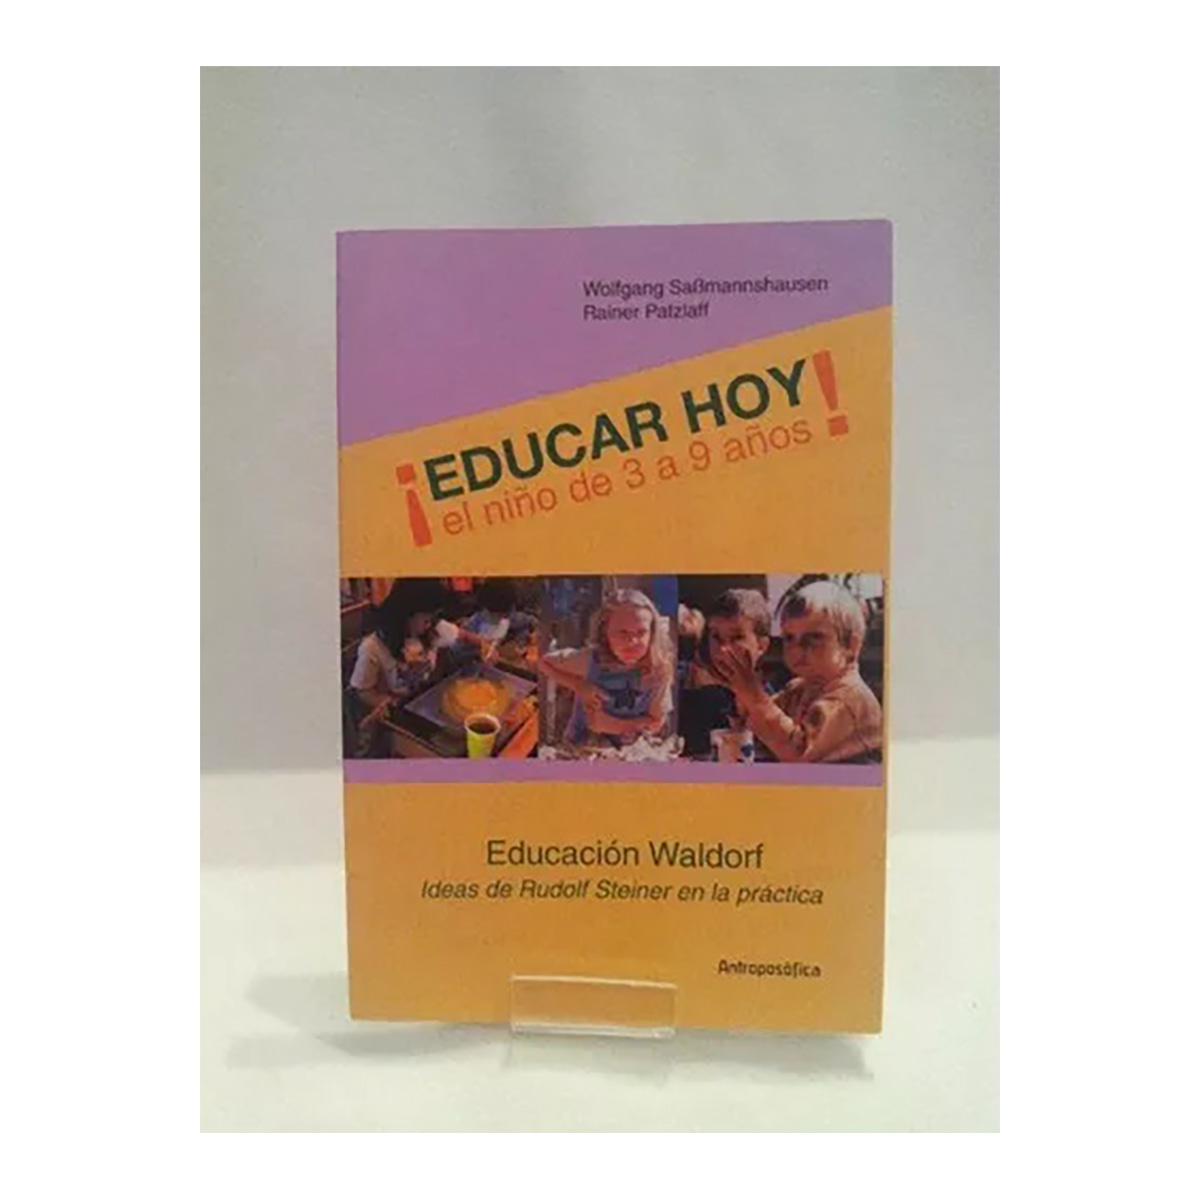 Wolfgang Saßmannshausen
Rainer Patzlaff
¡EDUCAR HOY!
el niño de 3 a 9 años
Educación Waldorf
Ideas de Rudolf Steiner en la práctica
Antroposófica